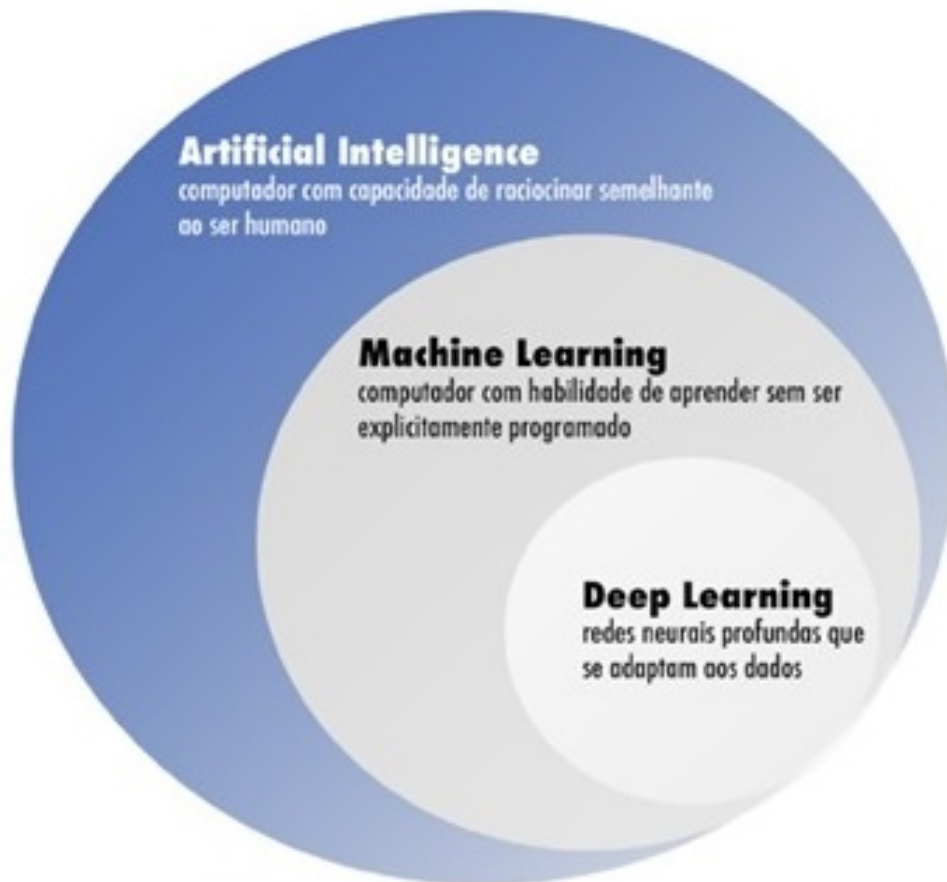 Artificial Intelligence
computador com capacidade de raciocinar semelhante
ao ser humano
Machine Learning
computador com habilidade de aprender sem ser
explicitamente programado
Deep Learning
redes neurais profundas que
se adaptam aos dados